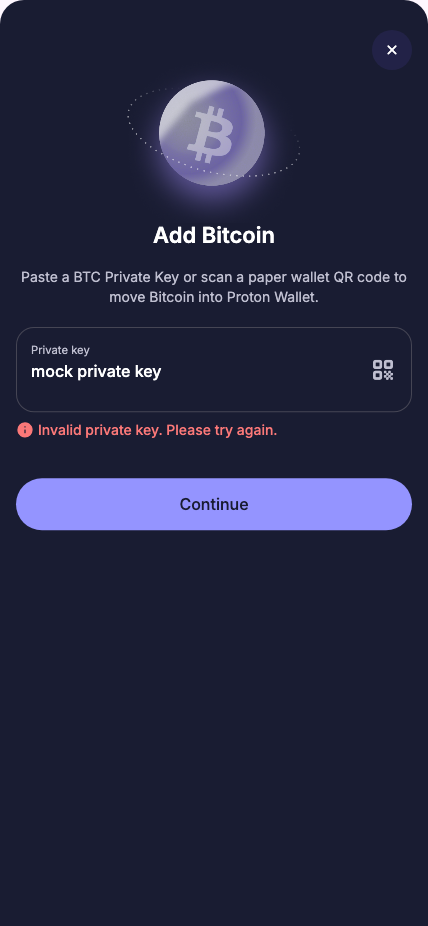 Add Bitcoin
Paste a BTC Private Key or scan a paper wallet QR code to
move Bitcoin into Proton Wallet.
Private key
mock private key
Invalid private key. Please try again.
Continue